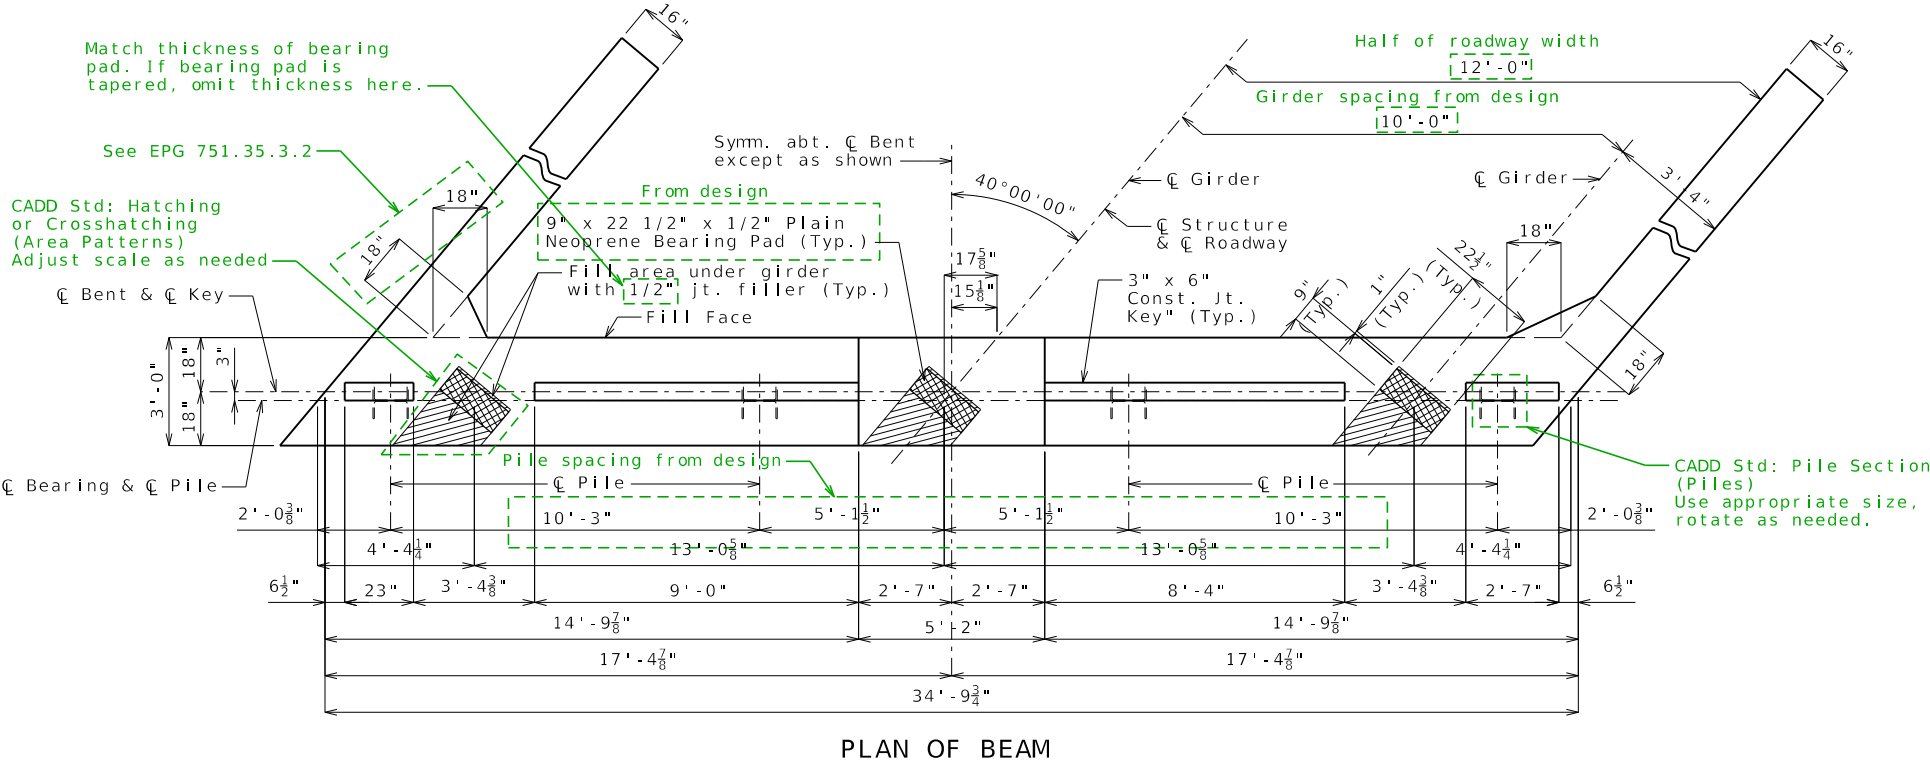 16"
Match thickness of bearing
pad. If bearing pad is
tapered, omit thickness here.
Half of roadway width
12'-0"
16"
Girder spacing from design
10'-0"
See EPG 751.35.3.2
Symm. abt. ℄ Bent
except as shown
40°00'00"
℄ Girder
℄ Girder
3'-4"
18"
From design
CADD Std: Hatching
or Crosshatching
(Area Patterns)
Adjust scale as needed
9" x 22 1/2" x 1/2" Plain
Neoprene Bearing Pad (Typ.)
℄ Structure
& ℄ Roadway
18"
18"
17⅝"
22½"
(Typ.)
1"
(Typ.)
9"
(Typ.)
Fill area under girder
with 1/2" jt. filler (Typ.)
15⅛"
3" x 6"
Const. Jt.
Key" (Typ.)
℄ Bent & ℄ Key
Fill Face
18"
3'-0"
18"
3"
18"
Pile spacing from design
℄ Bearing & ℄ Pile
℄ Pile
℄ Pile
CADD Std: Pile Section
(Piles)
Use appropriate size,
rotate as needed.
2'-0⅜"
10'-3"
5'-1½"
5'-1½"
10'-3"
2'-0⅜"
4'-4¼"
13'-0⅝"
13'-0⅝"
4'-4¼"
6½"
23"
3'-4⅜"
9'-0"
2'-7"
2'-7"
8'-4"
3'-4⅜"
2'-7"
6½"
14'-9⅞"
5'-2"
14'-9⅞"
17'-4⅞"
17'-4⅞"
34'-9¾"
PLAN OF BEAM